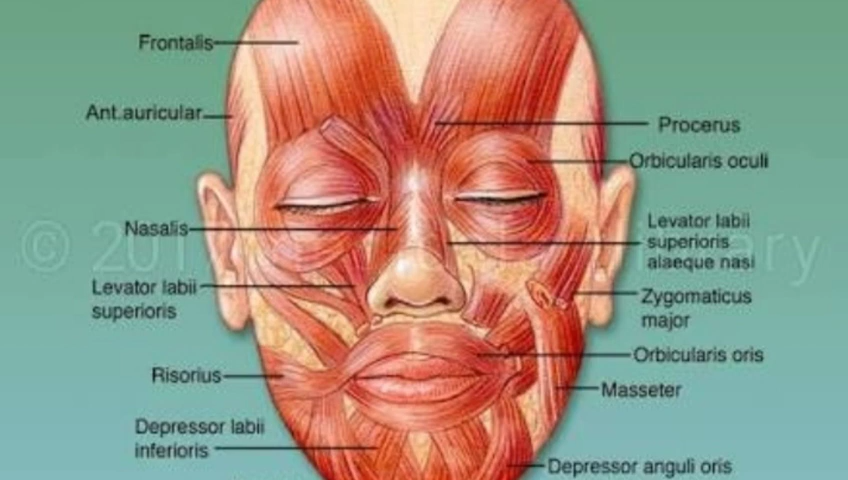 Frontalis
Ant.auricular
Procerus
Orbicularis oculi
Nasalis
Levator labii
superioris
alaeque nasi
Levator labii
superioris
Zygomaticus
major
Orbicularis oris
Risorius
Masseter
Depressor labii
inferioris
Depressor anguli oris